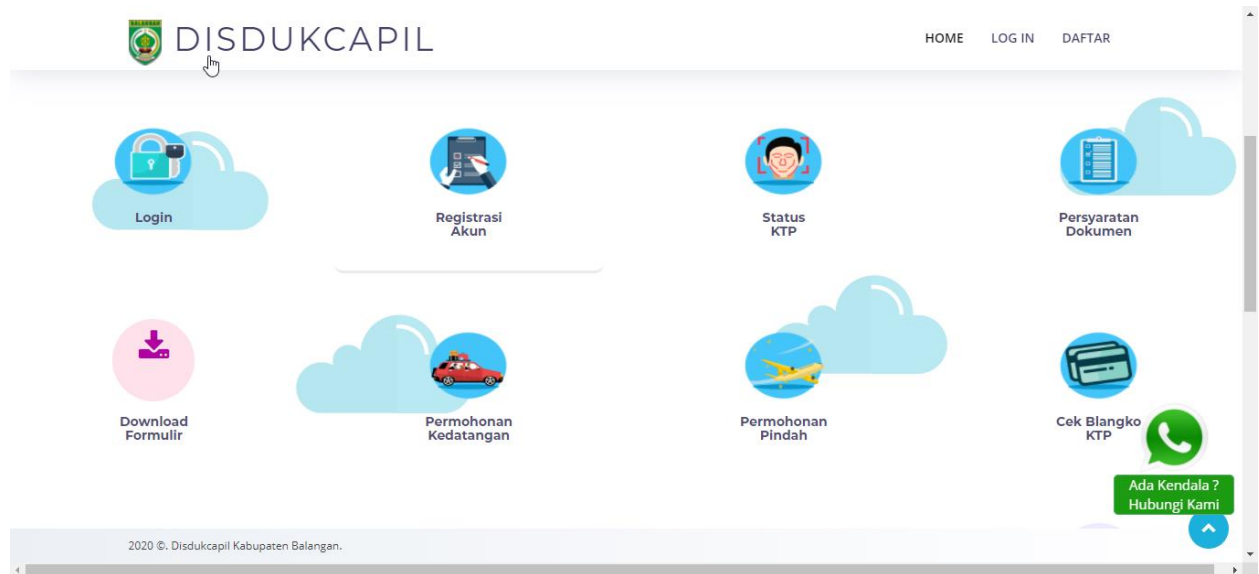 BALANGAN
DISDUKCAPIL
HOME
LOG IN
DAFTAR
Login
Registrasi
Akun
Status
KTP
Persyaratan
Dokumen
Download
Formulir
Permohonan
Kedatangan
Permohonan
Pindah
Cek Blangko
KTP
Ada Kendala ?
Hubungi Kami
2020 ©. Disdukcapil Kabupaten Balangan.